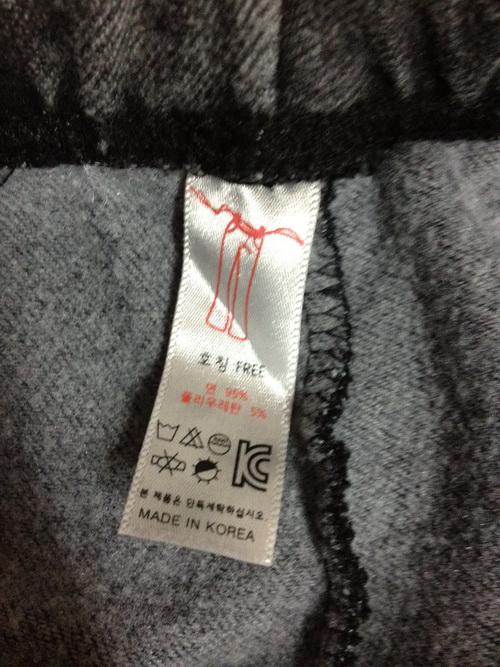 호칭:FREE
면 95%
폴리우레탄 5%
KC
본 제품은 단독세탁하십시오.
MADE IN KOREA